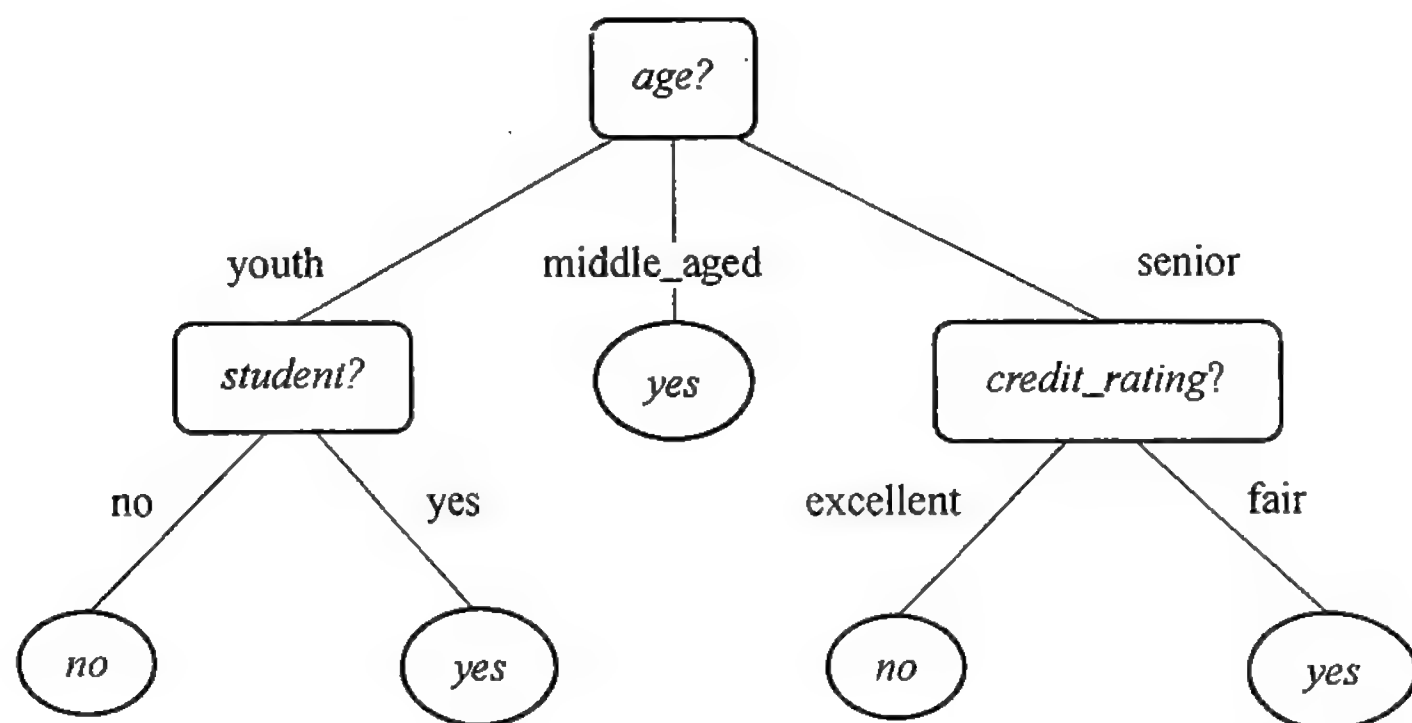 age?
youth
middle_aged
senior
student?
yes
credit_rating?
no
yes
excellent
fair
no
yes
no
yes